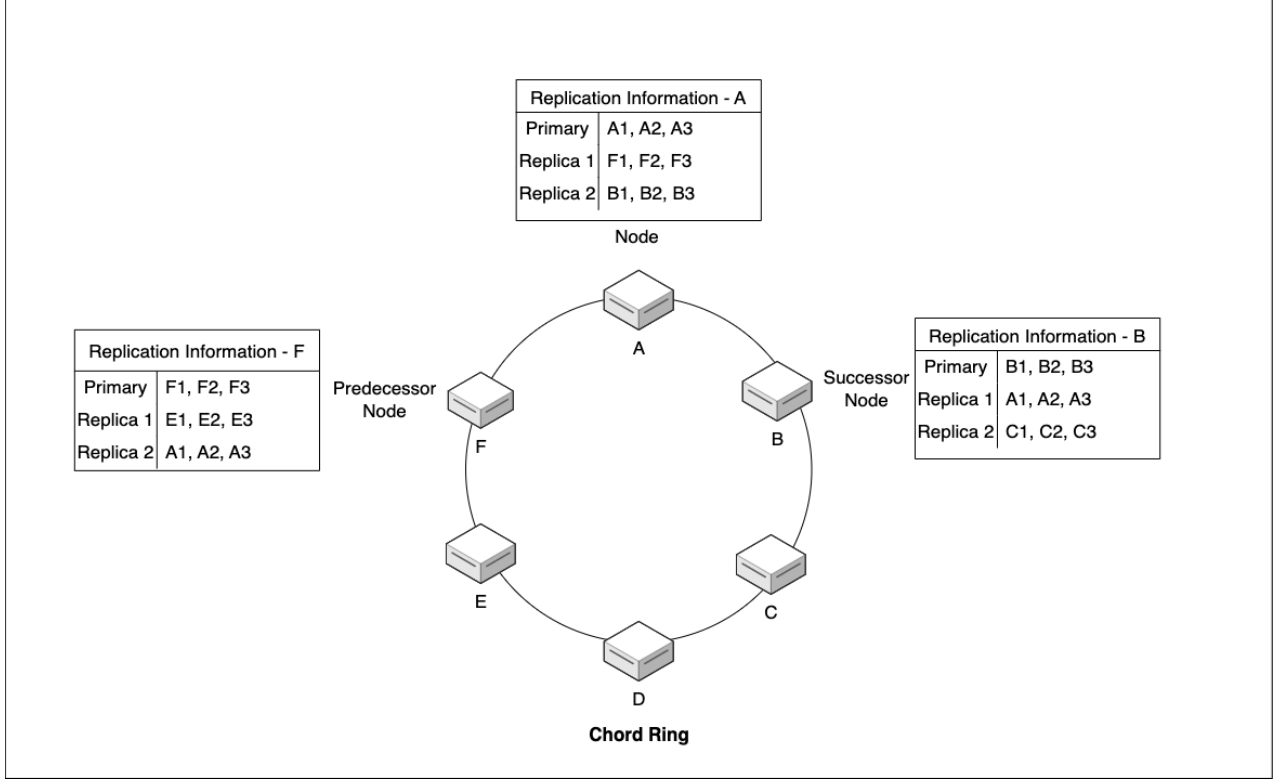 Replication Information - A
Primary A1, A2, A3
Replica 1 F1, F2, F3
Replica 2 B1, B2, B3
Node
A
Replication Information - F
Primary F1, F2, F3
Replica 1 E1, E2, E3
Replica 2 A1, A2, A3
Predecessor
Node
F
Successor
Node
B
Replication Information - B
Primary B1, B2, B3
Replica 1 A1, A2, A3
Replica 2 C1, C2, C3
E
C
D
Chord Ring